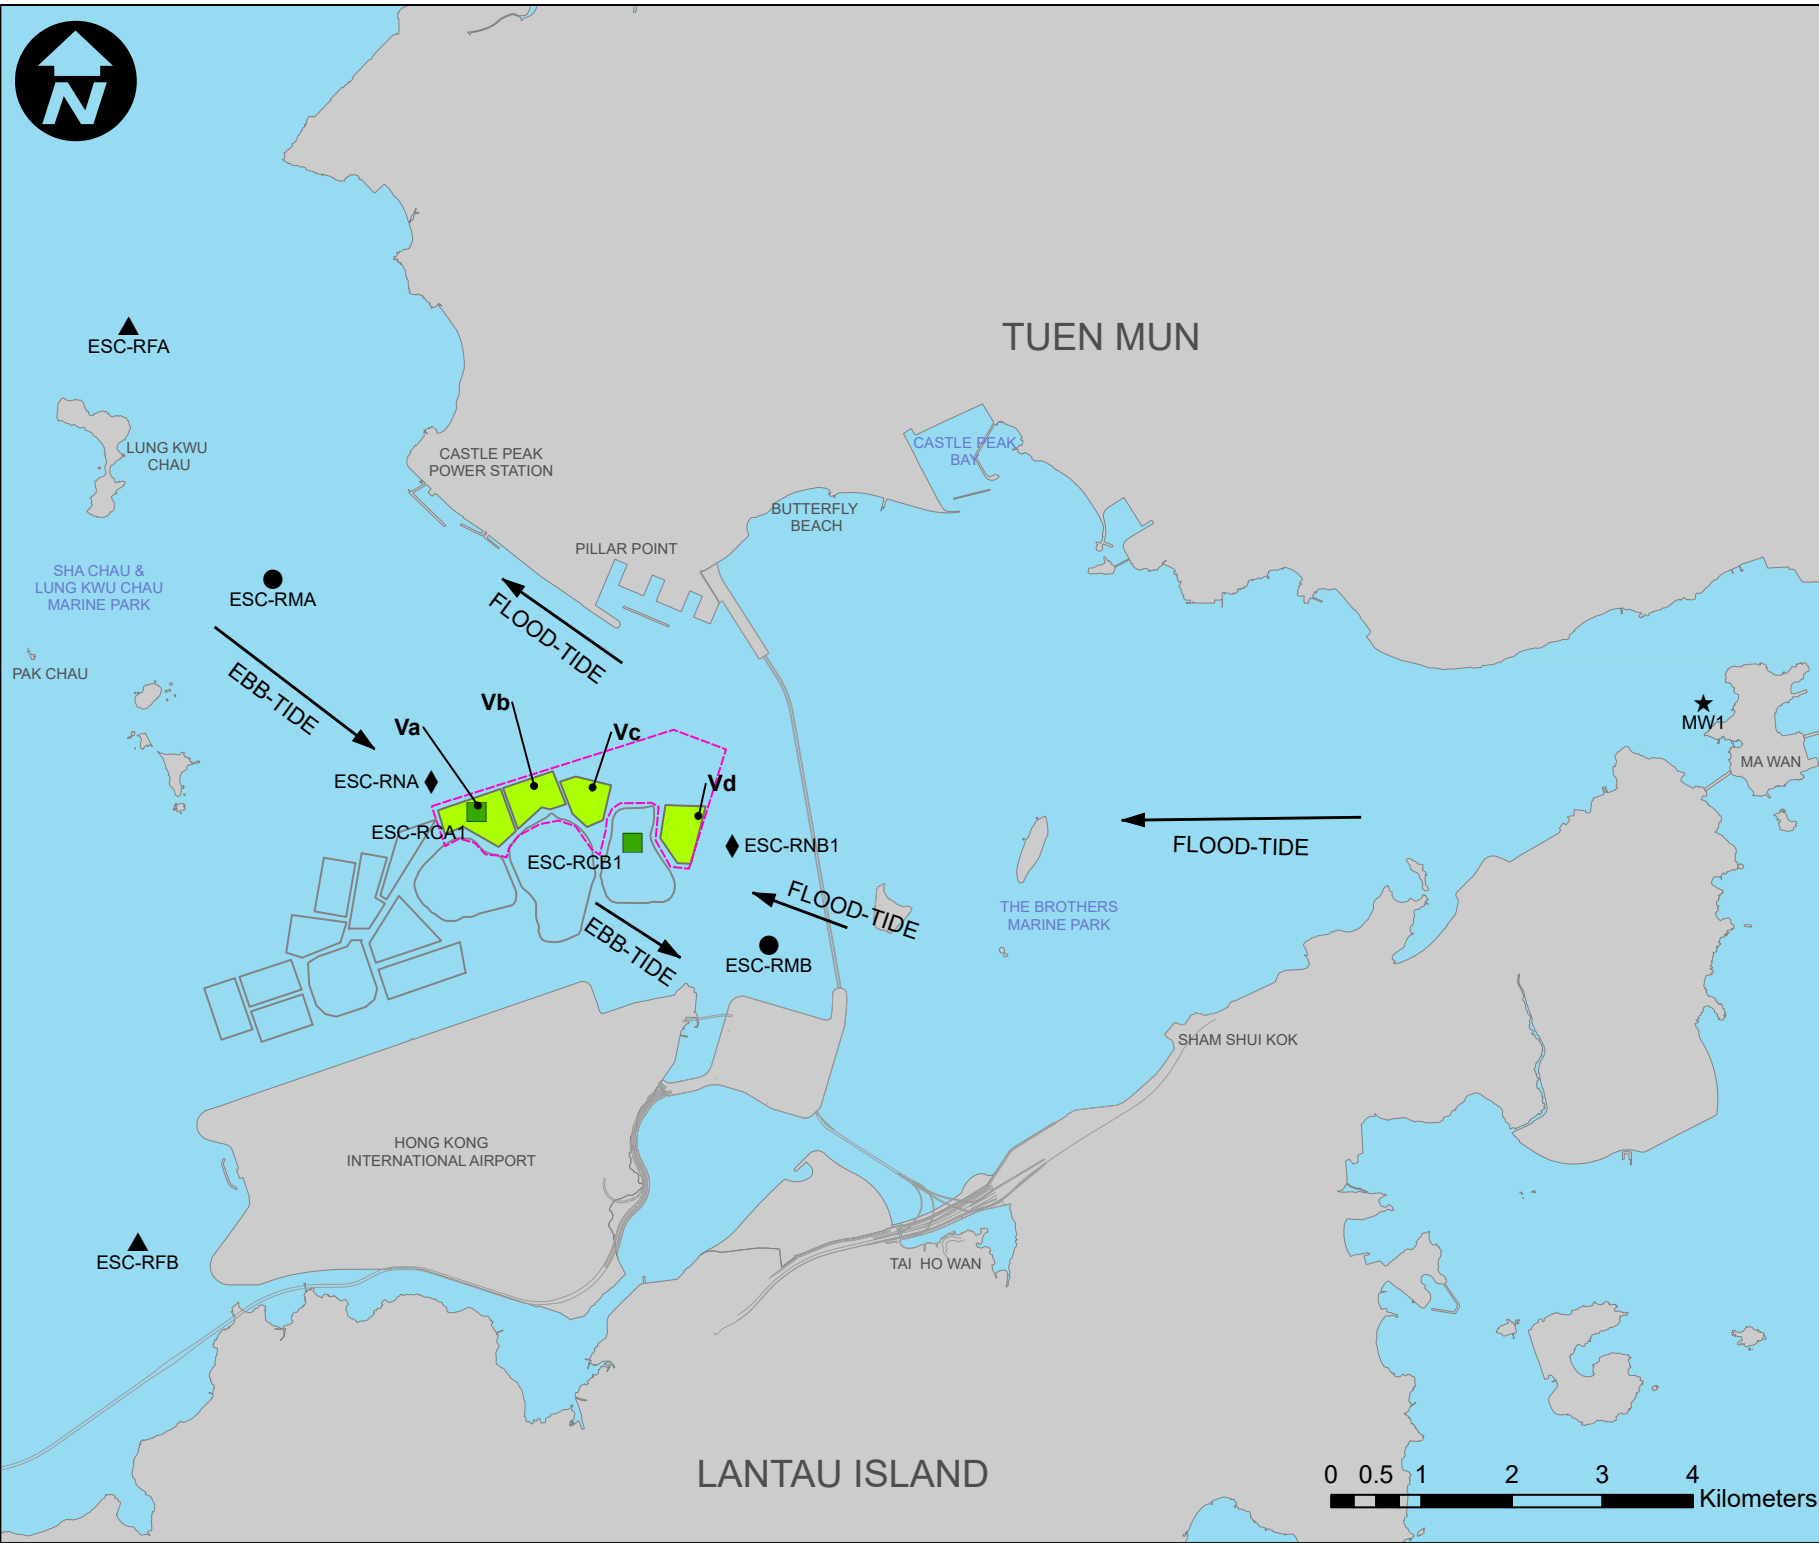 N
TUEN MUN
ESC-RFA
LUNG KWU
CHAU
CASTLE PEAK
POWER STATION
CASTLE PEAK
BAY
BUTTERFLY
BEACH
PILLAR POINT
SHA CHAU &
LUNG KWU CHAU
MARINE PARK
ESC-RMA
FLOOD-TIDE
PAK CHAU
EBB-TIDE
Va
Vb
Vc
Vd
MW1
MA WAN
ESC-RNA
ESC-RCA1
ESC-RCB1
ESC-RNB1
FLOOD-TIDE
FLOOD-TIDE
EBB-TIDE
THE BROTHERS
MARINE PARK
ESC-RMB
SHAM SHUI KOK
HONG KONG
INTERNATIONAL AIRPORT
ESC-RFB
TAI HO WAN
LANTAU ISLAND
0 0.5 1 2 3 4
Kilometers